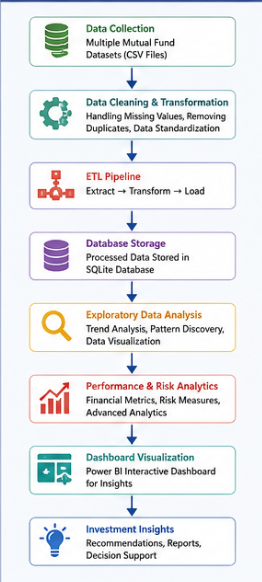 Data Collection
Multiple Mutual Fund
Datasets (CSV Files)
Data Cleaning & Transformation
Handling Missing Values, Removing
Duplicates, Data Standardization
ETL Pipeline
Extract → Transform → Load
Database Storage
Processed Data Stored in
SQLite Database
Exploratory Data Analysis
Trend Analysis, Pattern Discovery,
Data Visualization
Performance & Risk Analytics
Financial Metrics, Risk Measures,
Advanced Analytics
Dashboard Visualization
Power BI Interactive Dashboard
for Insights
Investment Insights
Recommendations, Reports,
Decision Support